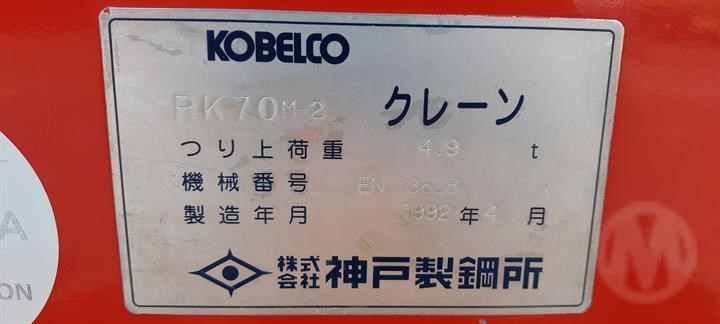 KOBELCO
RK70M-2 クレーン
つり上荷重 4.9 t
機械番号 EN 13628
製造年月 1992年4月
株式会社 神戸製鋼所
A
ON
M